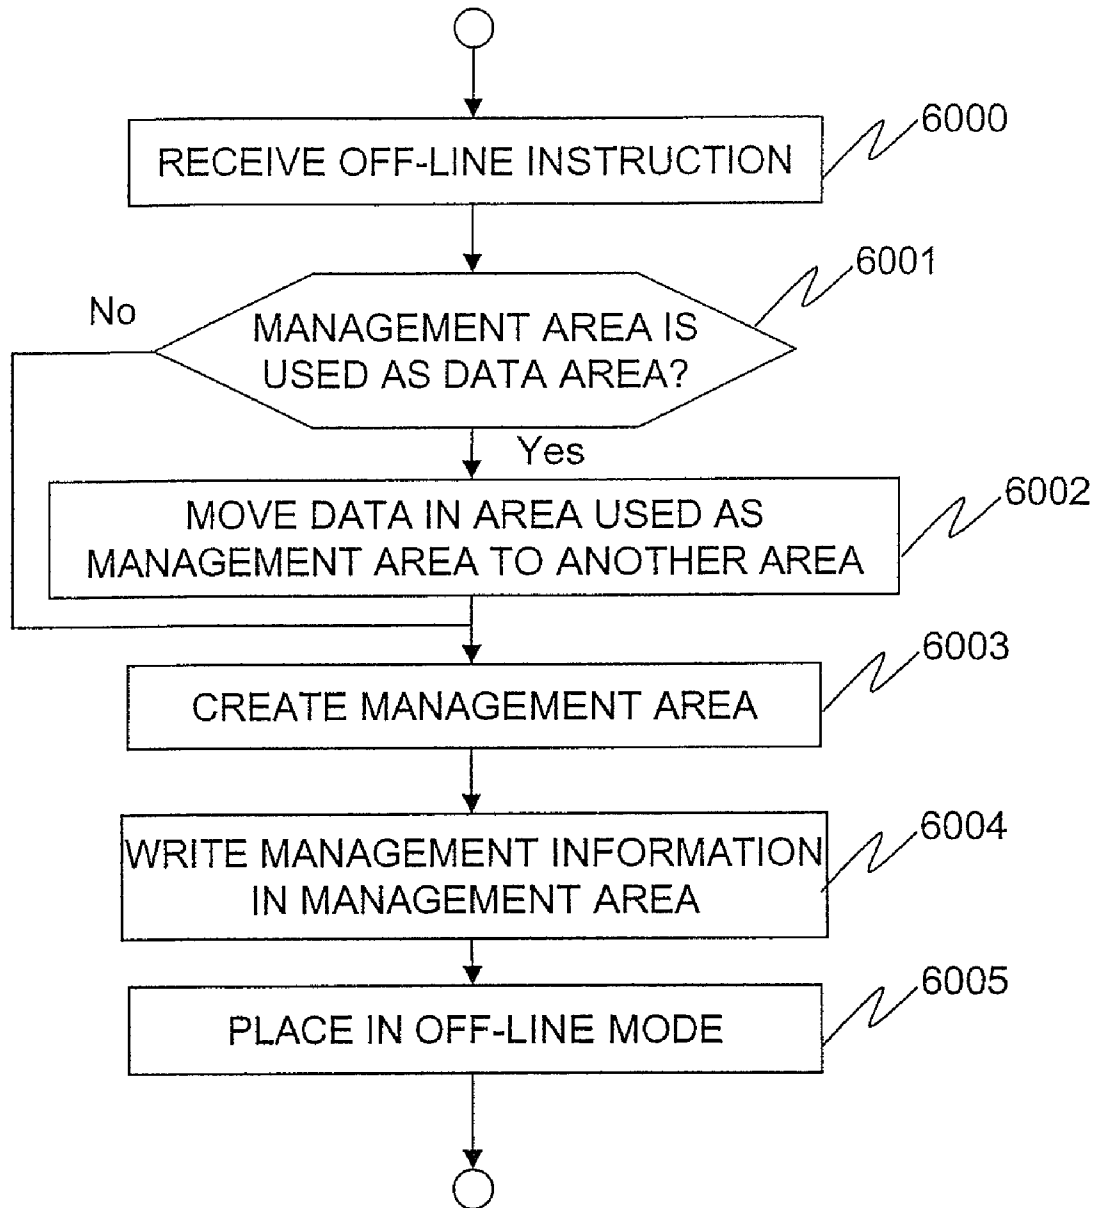 6000
RECEIVE OFF-LINE INSTRUCTION
6001
No
MANAGEMENT AREA IS
USED AS DATA AREA?
Yes
6002
MOVE DATA IN AREA USED AS
MANAGEMENT AREA TO ANOTHER AREA
6003
CREATE MANAGEMENT AREA
6004
WRITE MANAGEMENT INFORMATION
IN MANAGEMENT AREA
6005
PLACE IN OFF-LINE MODE